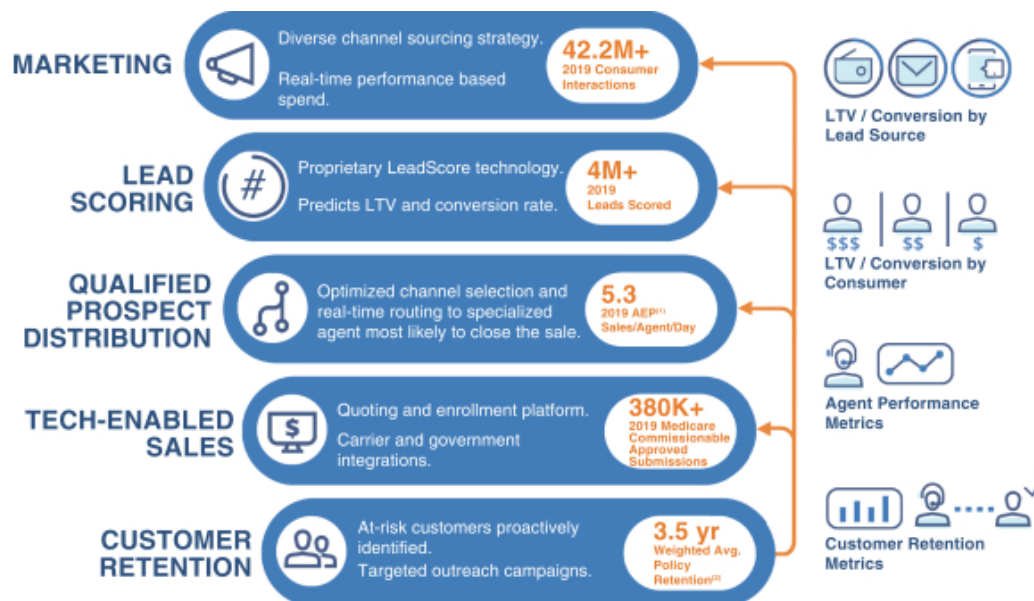 MARKETING
Diverse channel sourcing strategy.
Real-time performance based
spend.
42.2M+
2019 Consumer
Interactions
LEAD
SCORING
#
Proprietary LeadScore technology.
Predicts LTV and conversion rate.
4M+
2019
Leads Scored
QUALIFIED
PROSPECT
DISTRIBUTION
Optimized channel selection and
real-time routing to specialized
agent most likely to close the sale.
5.3
2019 AEP(1)
Sales/Agent/Day
TECH-ENABLED
SALES
$
Quoting and enrollment platform.
Carrier and government
integrations.
380K+
2019 Medicare
Commissionable
Approved
Submissions
CUSTOMER
RETENTION
At-risk customers proactively
identified.
Targeted outreach campaigns.
3.5 yr
Weighted Avg.
Policy
Retention(2)
LTV / Conversion by
Lead Source
$$$ $$ $
LTV / Conversion by
Consumer
Agent Performance
Metrics
Customer Retention
Metrics